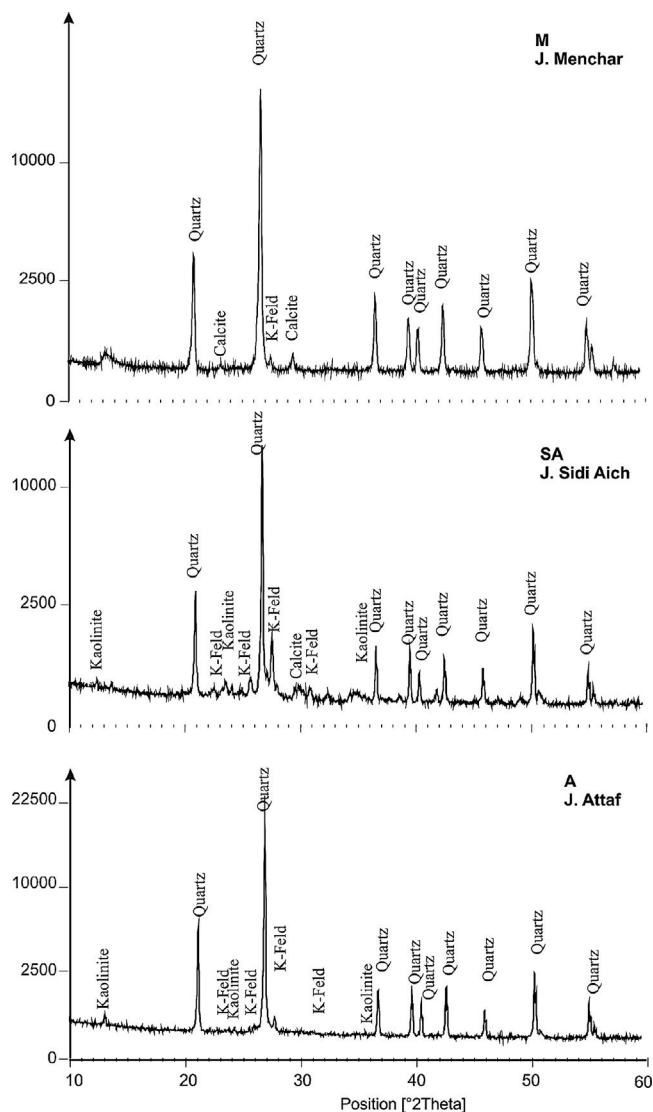 M
J. Menchar
10000
2500
0
Quartz
Calcite
Quartz
K-Feld
Calcite
Quartz
Quartz
Quartz
Quartz
Quartz
Quartz
Quartz
SA
J. Sidi Aich
10000
2500
0
Kaolinite
Quartz
K-Feld
Kaolinite
K-Feld
Quartz
K-Feld
Calcite
K-Feld
Kaolinite
Quartz
Quartz
Quartz
Quartz
Quartz
Quartz
Quartz
A
J. Attaf
22500
10000
2500
0
Kaolinite
Quartz
K-Feld
Kaolinite
K-Feld
Quartz
K-Feld
K-Feld
Kaolinite
Quartz
Quartz
Quartz
Quartz
Quartz
Quartz
Quartz
10 20 30 40 50 60
Position [°2Theta]